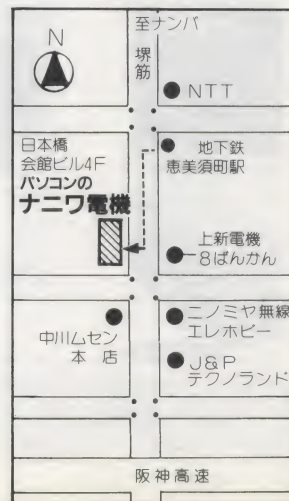 至ナンバ
N
堺
筋
NTT
日本橋
会館ビル4F
パソコンの
ナニワ電機
地下鉄
恵美須町駅
上新電機
8ばんかん
中川ムセン
本店
ニノミヤ無線
エレホビー
J&P
テクノランド
阪神高速